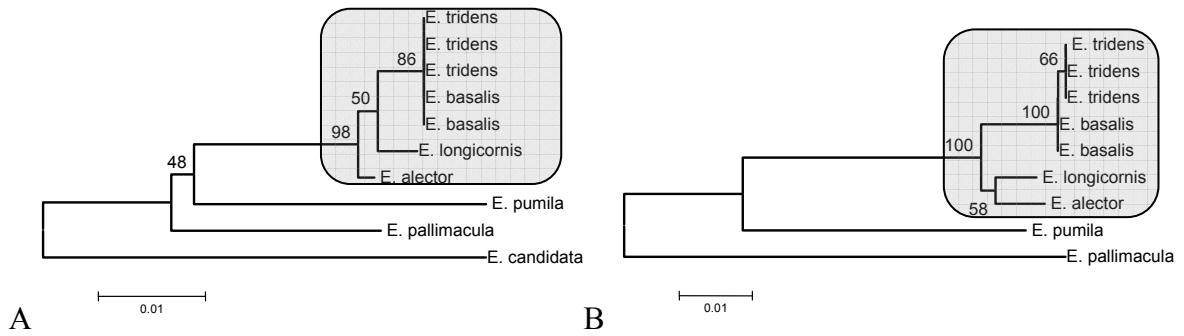 E. tridens
E. tridens
86
E. tridens
E. basalis
50
E. basalis
98
E. longicornis
48
E. alector
E. pumila
E. pallimacula
E. candidata
0.01
A
E. tridens
66
E. tridens
E. tridens
100
E. basalis
100
E. basalis
E. longicornis
58
E. alector
E. pumila
E. pallimacula
0.01
B